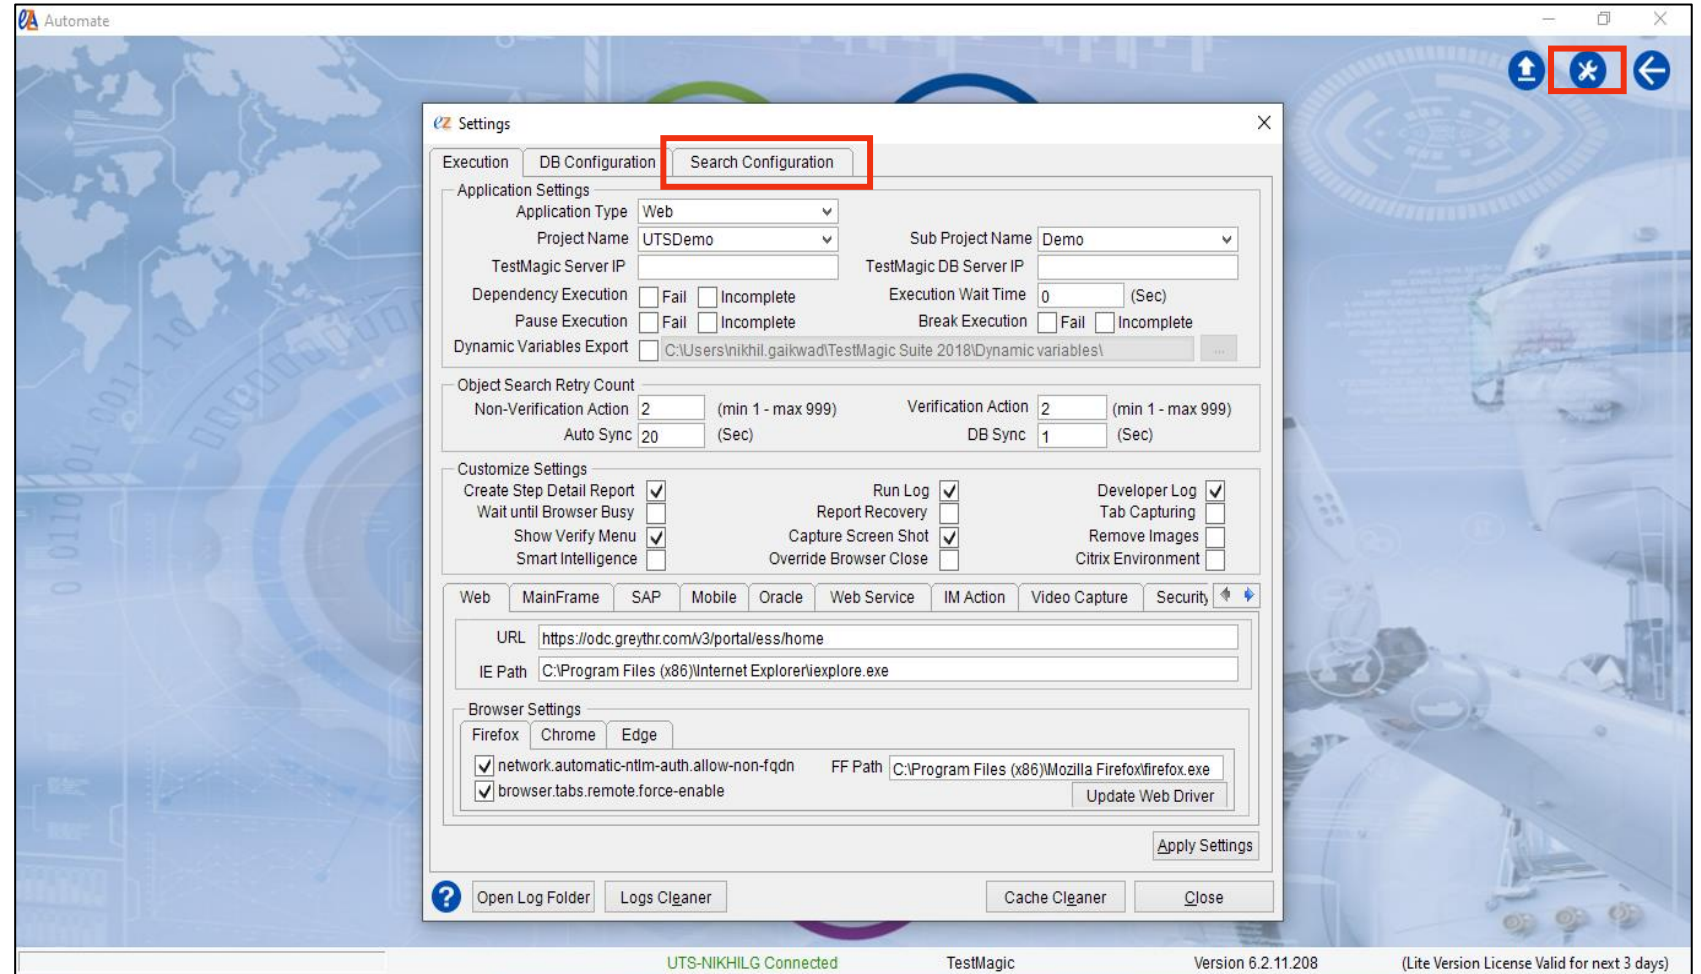 Automate
eZ Settings
Execution DB Configuration Search Configuration
Application Settings
Application Type Web
Project Name UTSDemo Sub Project Name Demo
TestMagic Server IP TestMagic DB Server IP
Dependency Execution Fail Incomplete Execution Wait Time 0 (Sec)
Pause Execution Fail Incomplete Break Execution Fail Incomplete
Dynamic Variables Export C:\Users\nikhil.gaikwad\TestMagic Suite 2018\Dynamic variables\ ...
Object Search Retry Count
Non-Verification Action 2 (min 1 - max 999) Verification Action 2 (min 1 - max 999)
Auto Sync 20 (Sec) DB Sync 1 (Sec)
Customize Settings
Create Step Detail Report Run Log Developer Log
Wait until Browser Busy Report Recovery Tab Capturing
Show Verify Menu Capture Screen Shot Remove Images
Smart Intelligence Override Browser Close Citrix Environment
Web MainFrame SAP Mobile Oracle Web Service IM Action Video Capture Security
URL https://odc.greythr.com/v3/portal/ess/home
IE Path C:\Program Files (x86)\Internet Explorer\iexplore.exe
Browser Settings
Firefox Chrome Edge
network.automatic-ntlm-auth.allow-non-fqdn FF Path C:\Program Files (x86)\Mozilla Firefox\firefox.exe
browser.tabs.remote.force-enable Update Web Driver
Apply Settings
? Open Log Folder Logs Cleaner Cache Cleaner Close
UTS-NIKHILG Connected TestMagic Version 6.2.11.208 (Lite Version License Valid for next 3 days)